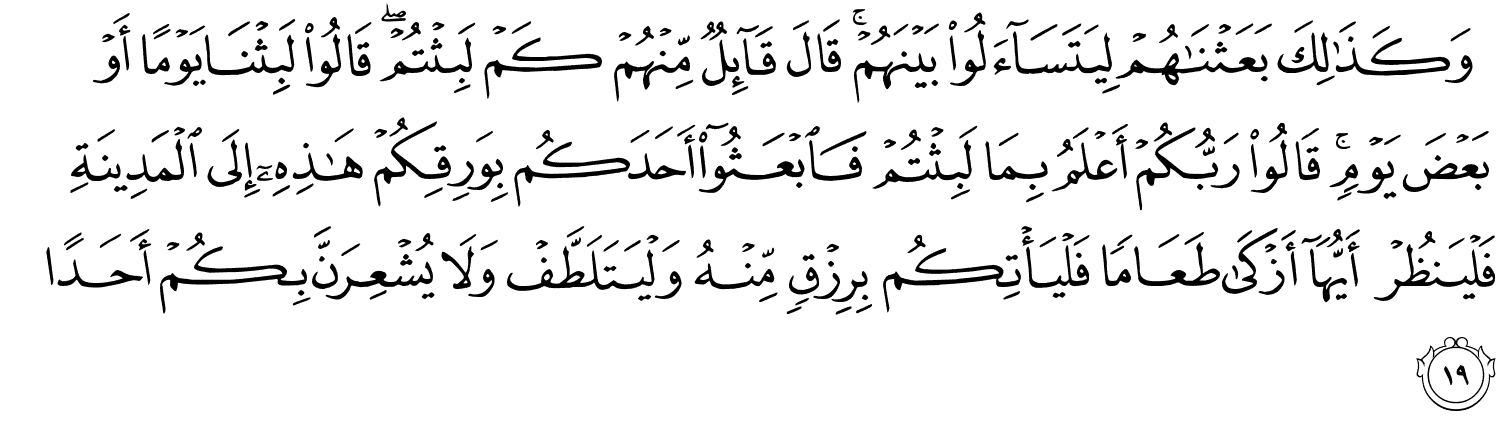 وَكَذَٰلِكَ بَعَثْنَٰهُمْ لِيَتَسَآءَلُوا۟ بَيْنَهُمْ ۚ قَالَ قَآئِلٌ مِّنْهُمْ كَمْ لَبِثْتُمْ ۖ قَالُوا۟ لَبِثْنَا يَوْمًا أَوْ
بَعْضَ يَوْمٍ ۚ قَالُوا۟ رَبُّكُمْ أَعْلَمُ بِمَا لَبِثْتُمْ فَٱبْعَثُوٓا۟ أَحَدَكُم بِوَرِقِكُمْ هَٰذِهِۦٓ إِلَى ٱلْمَدِينَةِ
فَلْيَنظُرْ أَيُّهَآ أَزْكَىٰ طَعَامًا فَلْيَأْتِكُم بِرِزْقٍ مِّنْهُ وَلْيَتَلَطَّفْ وَلَا يُشْعِرَنَّ بِكُمْ أَحَدًا
١٩